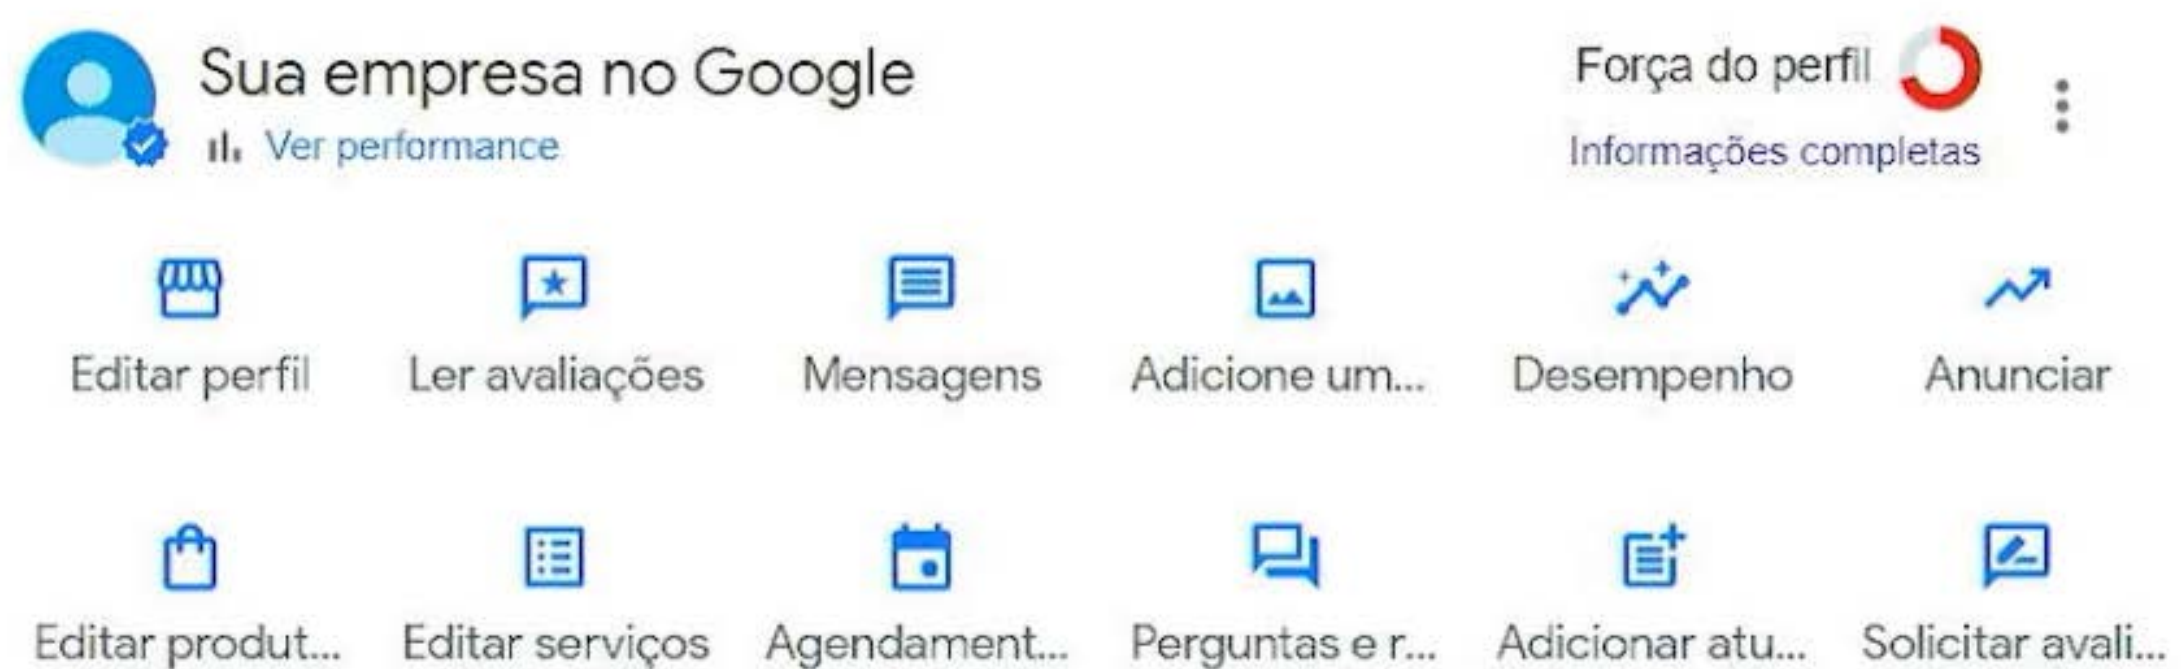 Sua empresa no Google
Ver performance
Força do perfil
Informações completas
Editar perfil
Ler avaliações
Mensagens
Adicione um...
Desempenho
Anunciar
Editar produt...
Editar serviços
Agendament...
Perguntas e r...
Adicionar atu...
Solicitar avali...